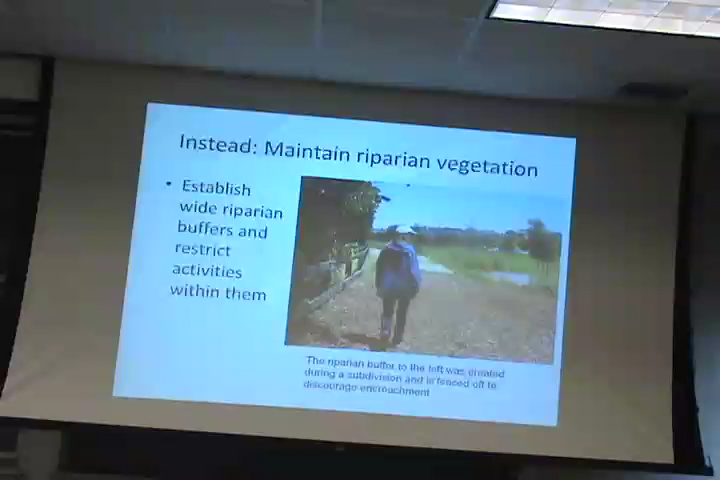 Instead: Maintain riparian vegetation
• Establish
wide riparian
buffers and
restrict
activities
within them
The riparian buffer to the left was created
during a subdivision and is fenced off to
discourage encrouchment